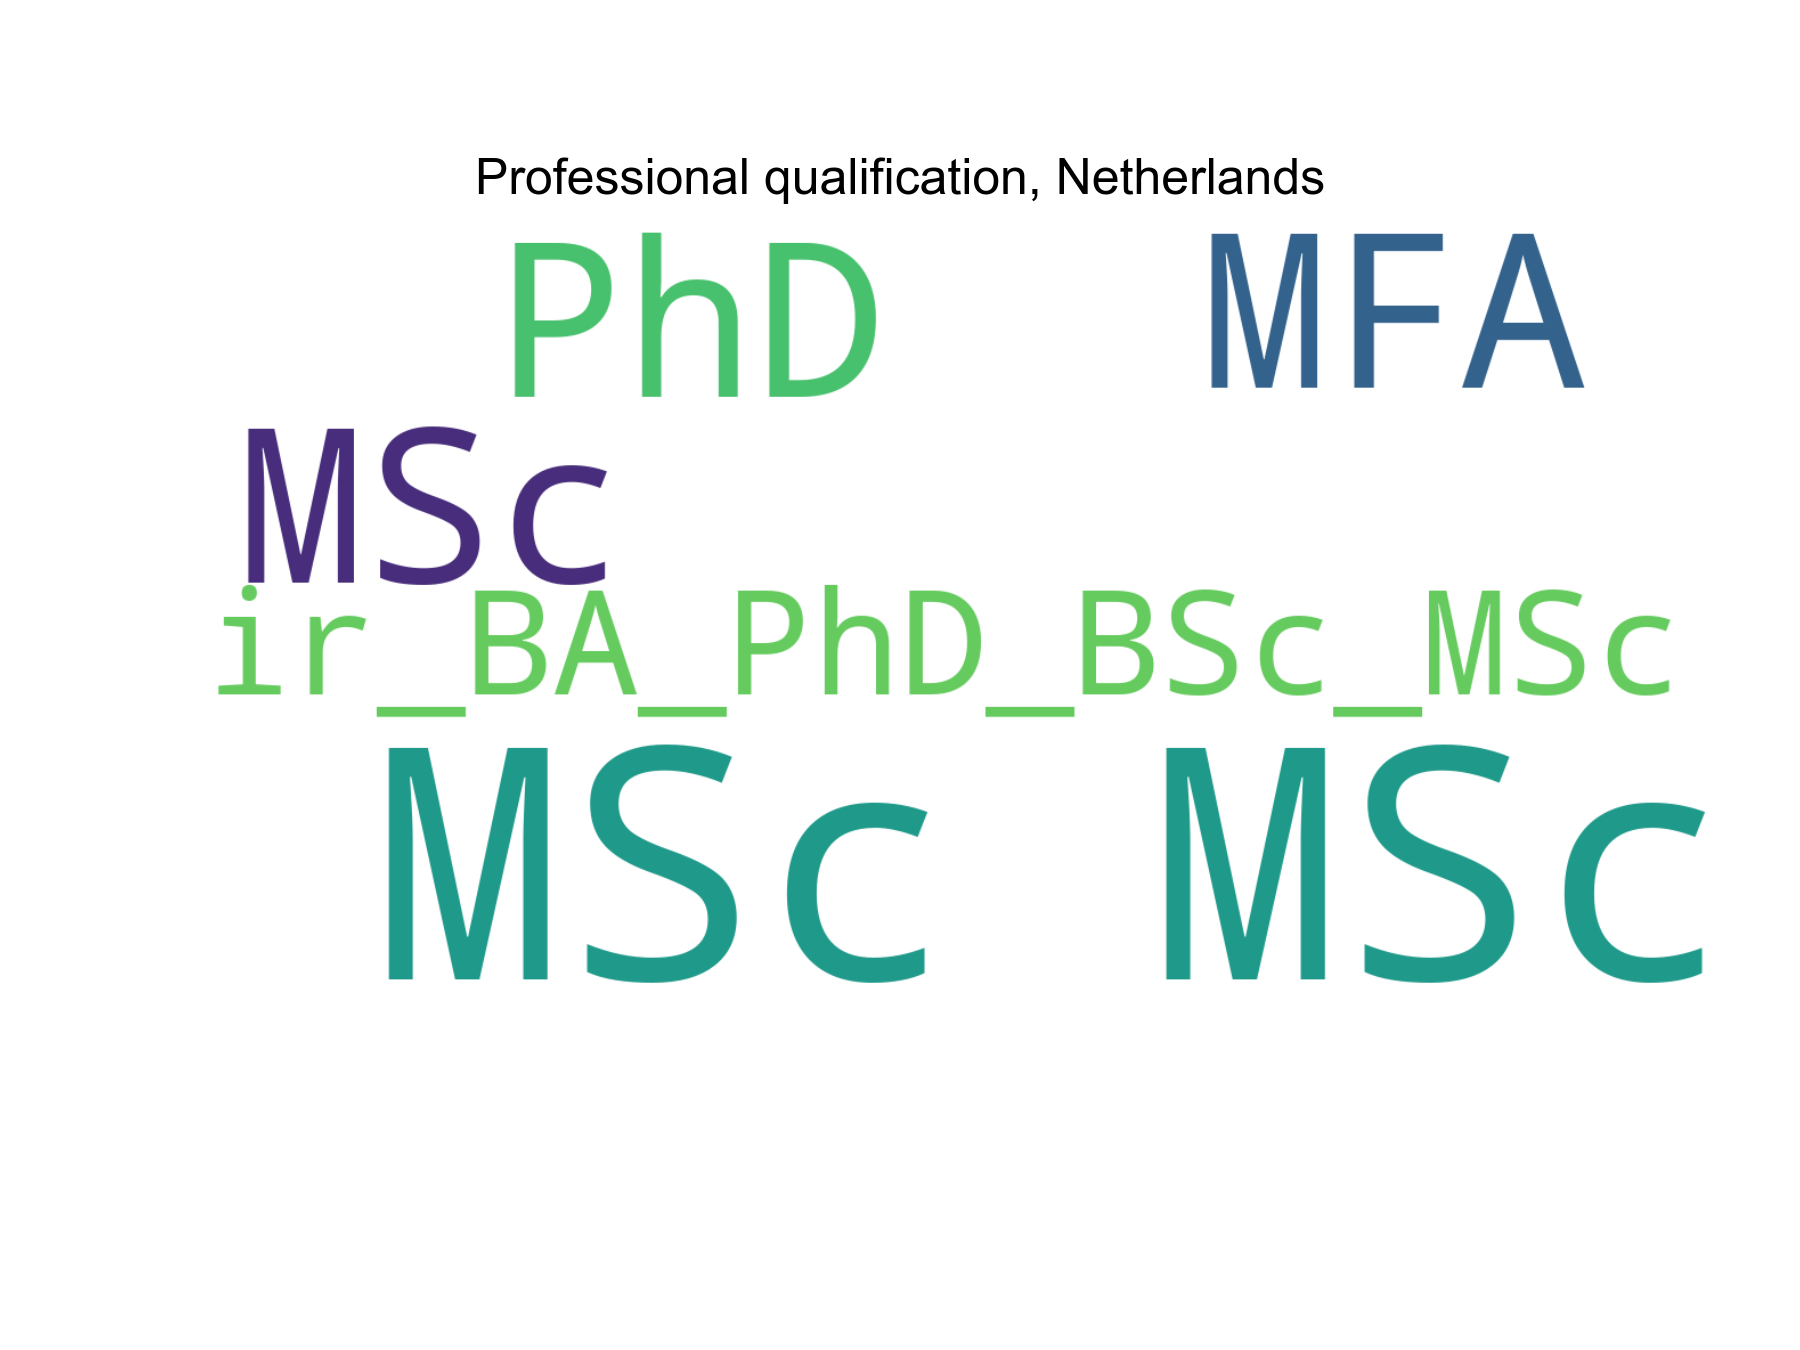 Professional qualification, Netherlands
PhD MFA
MSc
ir_BA_PhD_BSc_MSc
MSc MSc